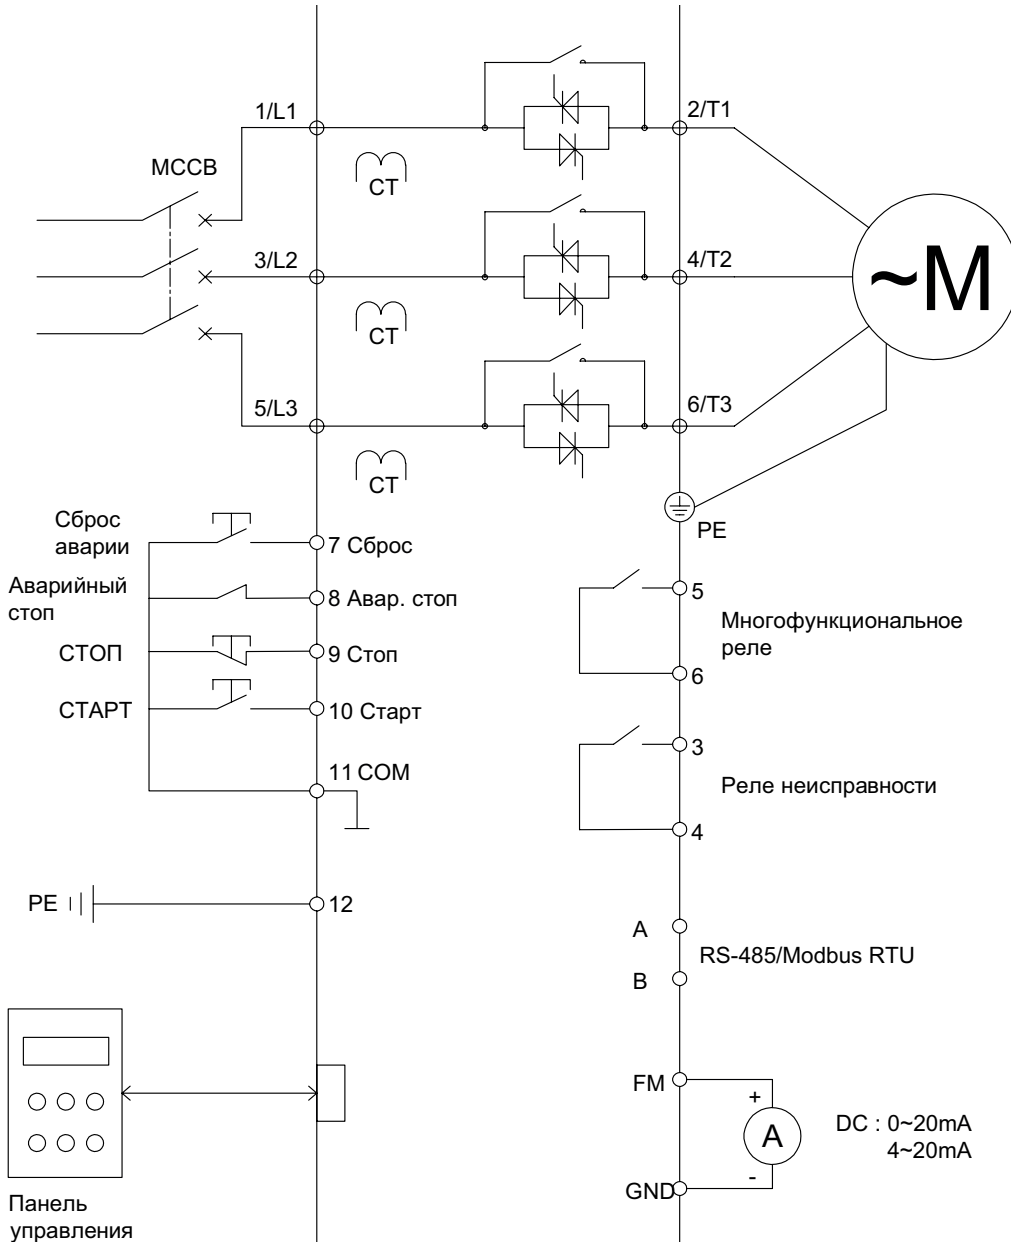 1/L1
2/T1
MCCB
CT
3/L2
4/T2
~M
CT
5/L3
6/T3
CT
PE
Сброс
аварии
7 Сброс
Аварийный
стоп
8 Авар. стоп
СТОП
9 Стоп
СТАРТ
10 Старт
11 COM
5
Многофункциональное
реле
6
3
Реле неисправности
4
PE
12
A
RS-485/Modbus RTU
B
FM
+
A
DC : 0~20mA
4~20mA
-
GND
Панель
управления